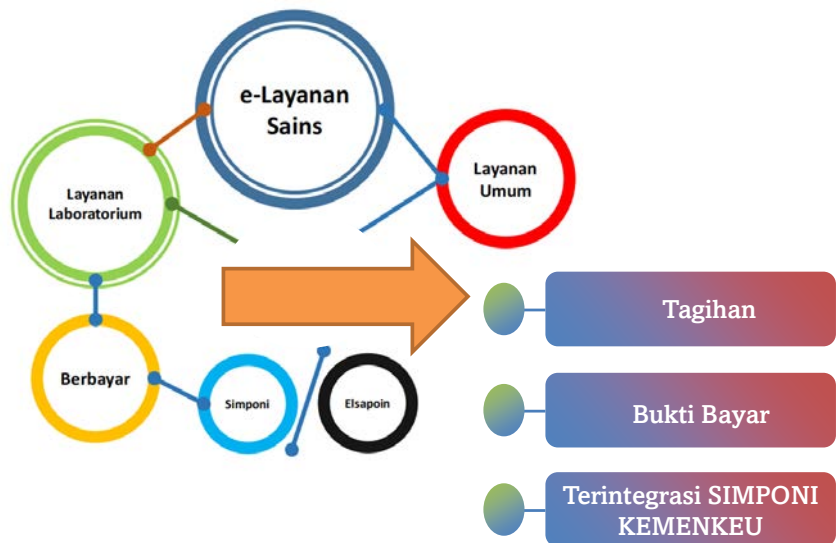 e-Layanan
Sains
Layanan
Laboratorium
Layanan
Umum
Berbayar
Simponi
Elsapoin
Tagihan
Bukti Bayar
Terintegrasi SIMPONI
KEMENKEU